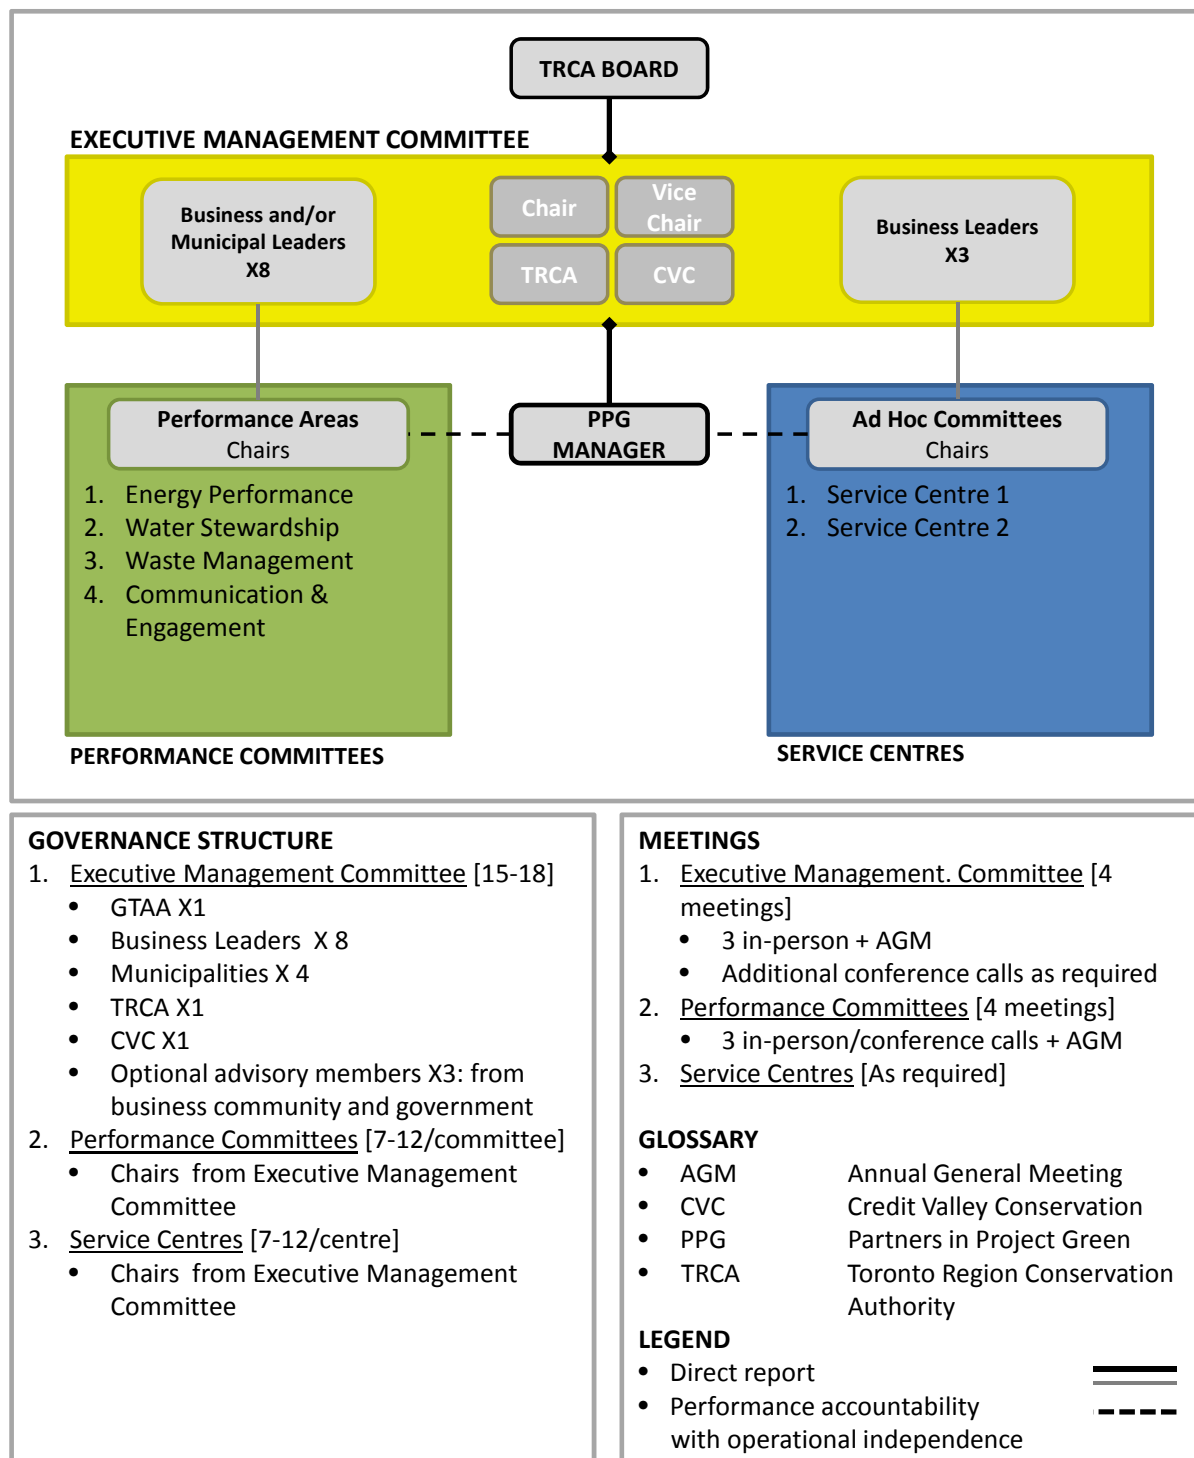 TRCA BOARD
EXECUTIVE MANAGEMENT COMMITTEE
Business and/or
Municipal Leaders
X8
Chair
Vice
Chair
TRCA
CVC
Business Leaders
X3
Performance Areas
Chairs
PPG
MANAGER
Ad Hoc Committees
Chairs
1. Energy Performance
2. Water Stewardship
3. Waste Management
4. Communication &
Engagement
1. Service Centre 1
2. Service Centre 2
PERFORMANCE COMMITTEES
SERVICE CENTRES
GOVERNANCE STRUCTURE
1. Executive Management Committee [15-18]
• GTAA X1
• Business Leaders X 8
• Municipalities X 4
• TRCA X1
• CVC X1
• Optional advisory members X3: from
business community and government
2. Performance Committees [7-12/committee]
• Chairs from Executive Management
Committee
3. Service Centres [7-12/centre]
• Chairs from Executive Management
Committee
MEETINGS
1. Executive Management. Committee [4
meetings]
• 3 in-person + AGM
• Additional conference calls as required
2. Performance Committees [4 meetings]
• 3 in-person/conference calls + AGM
3. Service Centres [As required]
GLOSSARY
• AGM Annual General Meeting
• CVC Credit Valley Conservation
• PPG Partners in Project Green
• TRCA Toronto Region Conservation
Authority
LEGEND
• Direct report
• Performance accountability
with operational independence